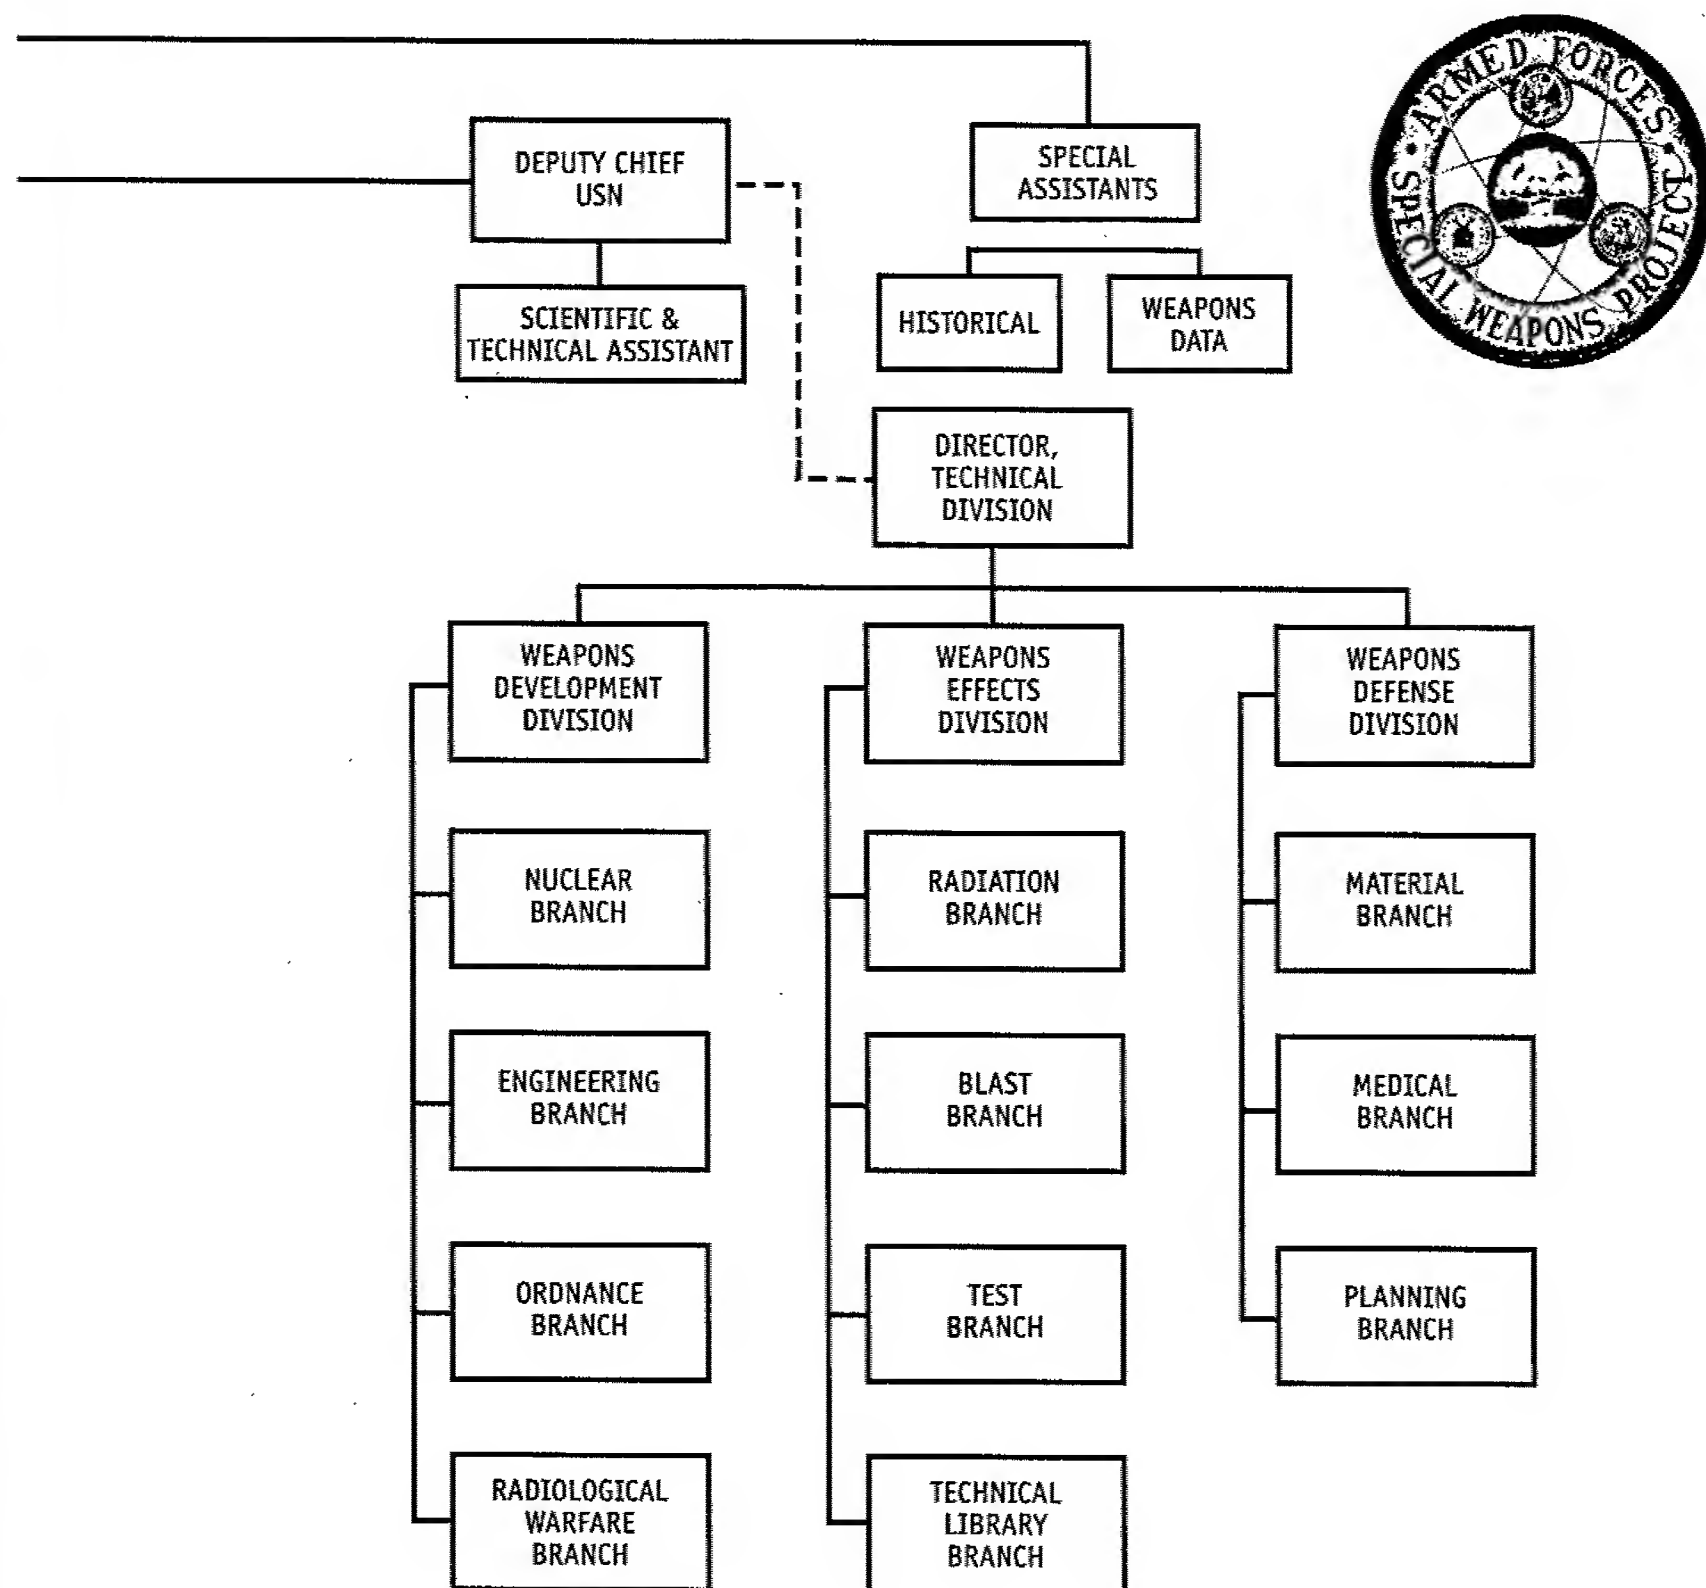 DEPUTY CHIEF
USN
SPECIAL
ASSISTANTS
ARMED FORCES
SPECIAL WEAPONS PROJECT
SCIENTIFIC &
TECHNICAL ASSISTANT
HISTORICAL
WEAPONS
DATA
DIRECTOR,
TECHNICAL
DIVISION
WEAPONS
DEVELOPMENT
DIVISION
WEAPONS
EFFECTS
DIVISION
WEAPONS
DEFENSE
DIVISION
NUCLEAR
BRANCH
RADIATION
BRANCH
MATERIAL
BRANCH
ENGINEERING
BRANCH
BLAST
BRANCH
MEDICAL
BRANCH
ORDNANCE
BRANCH
TEST
BRANCH
PLANNING
BRANCH
RADIOLOGICAL
WARFARE
BRANCH
TECHNICAL
LIBRARY
BRANCH